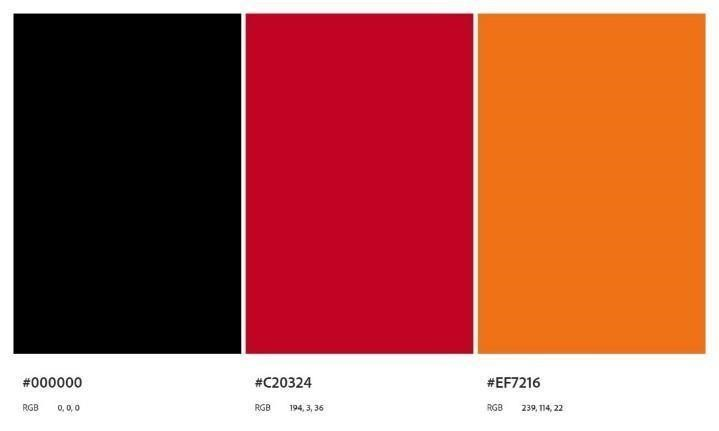 #000000 #C20324 #EF7216
RGB 0, 0, 0 RGB 194, 3, 36 RGB 239, 114, 22